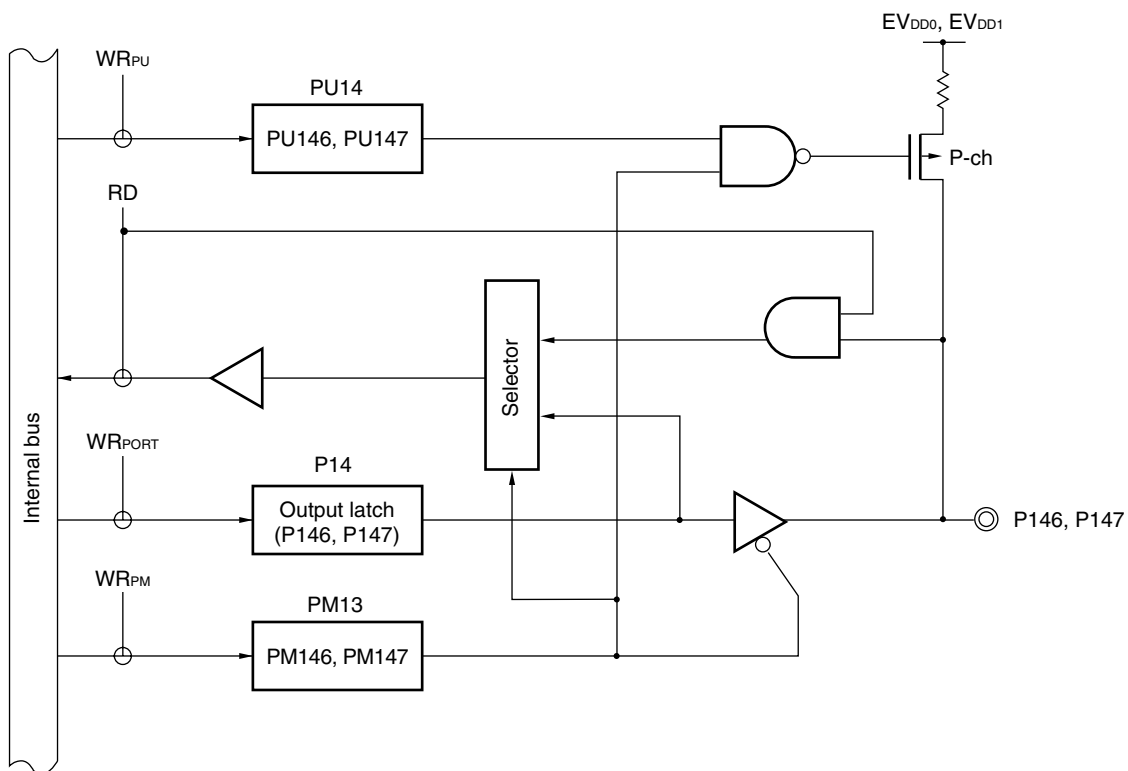 EVDD0, EVDD1
WRPU
PU14
PU146, PU147
P-ch
RD
Selector
Internal bus
WRPORT
P14
Output latch
(P146, P147)
P146, P147
WRPM
PM13
PM146, PM147